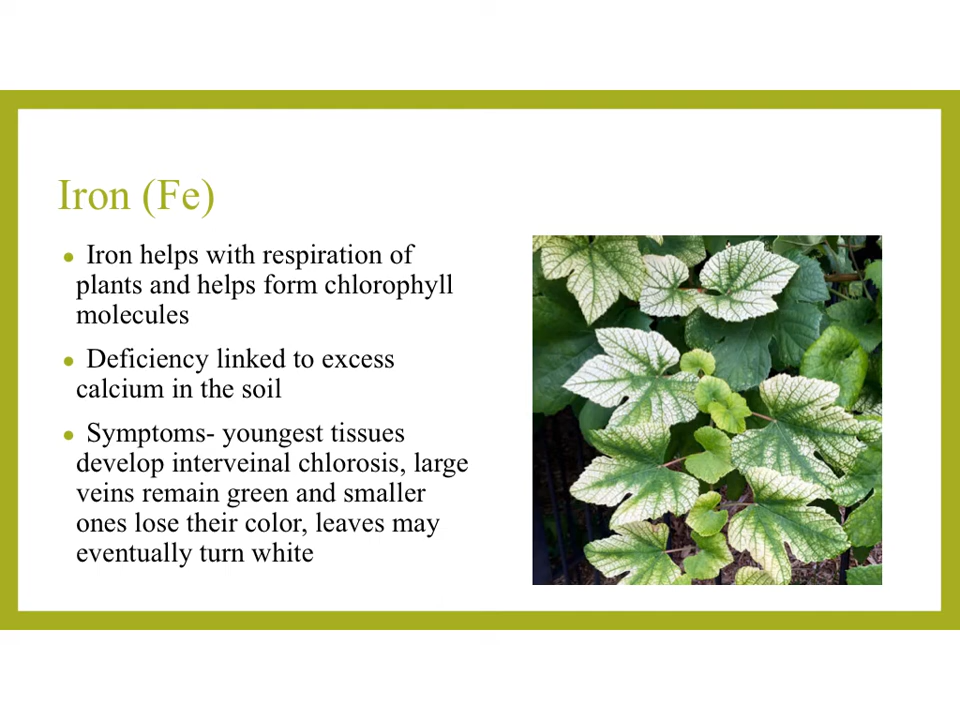 Iron (Fe)
• Iron helps with respiration of
plants and helps form chlorophyll
molecules
• Deficiency linked to excess
calcium in the soil
• Symptoms- youngest tissues
develop interveinal chlorosis, large
veins remain green and smaller
ones lose their color, leaves may
eventually turn white